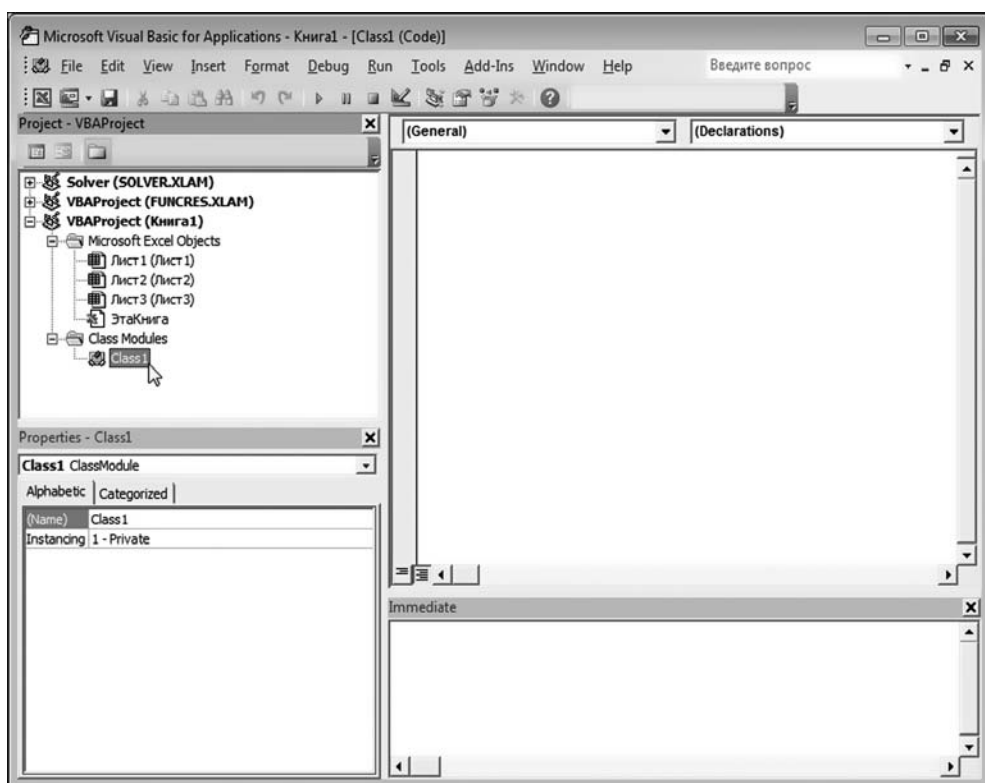 Microsoft Visual Basic for Applications - Книга1 - [Class1 (Code)]
File Edit View Insert Format Debug Run Tools Add-Ins Window Help Введите вопрос
Project - VBAProject
(General) (Declarations)
Solver (SOLVER.XLAM)
VBAProject (FUNCRES.XLAM)
VBAProject (Книга1)
Microsoft Excel Objects
Лист1 (Лист1)
Лист2 (Лист2)
Лист3 (Лист3)
ЭтаКнига
Class Modules
Class1
Properties - Class1
Class1 ClassModule
Alphabetic Categorized
(Name) Class1
Instancing 1 - Private
Immediate